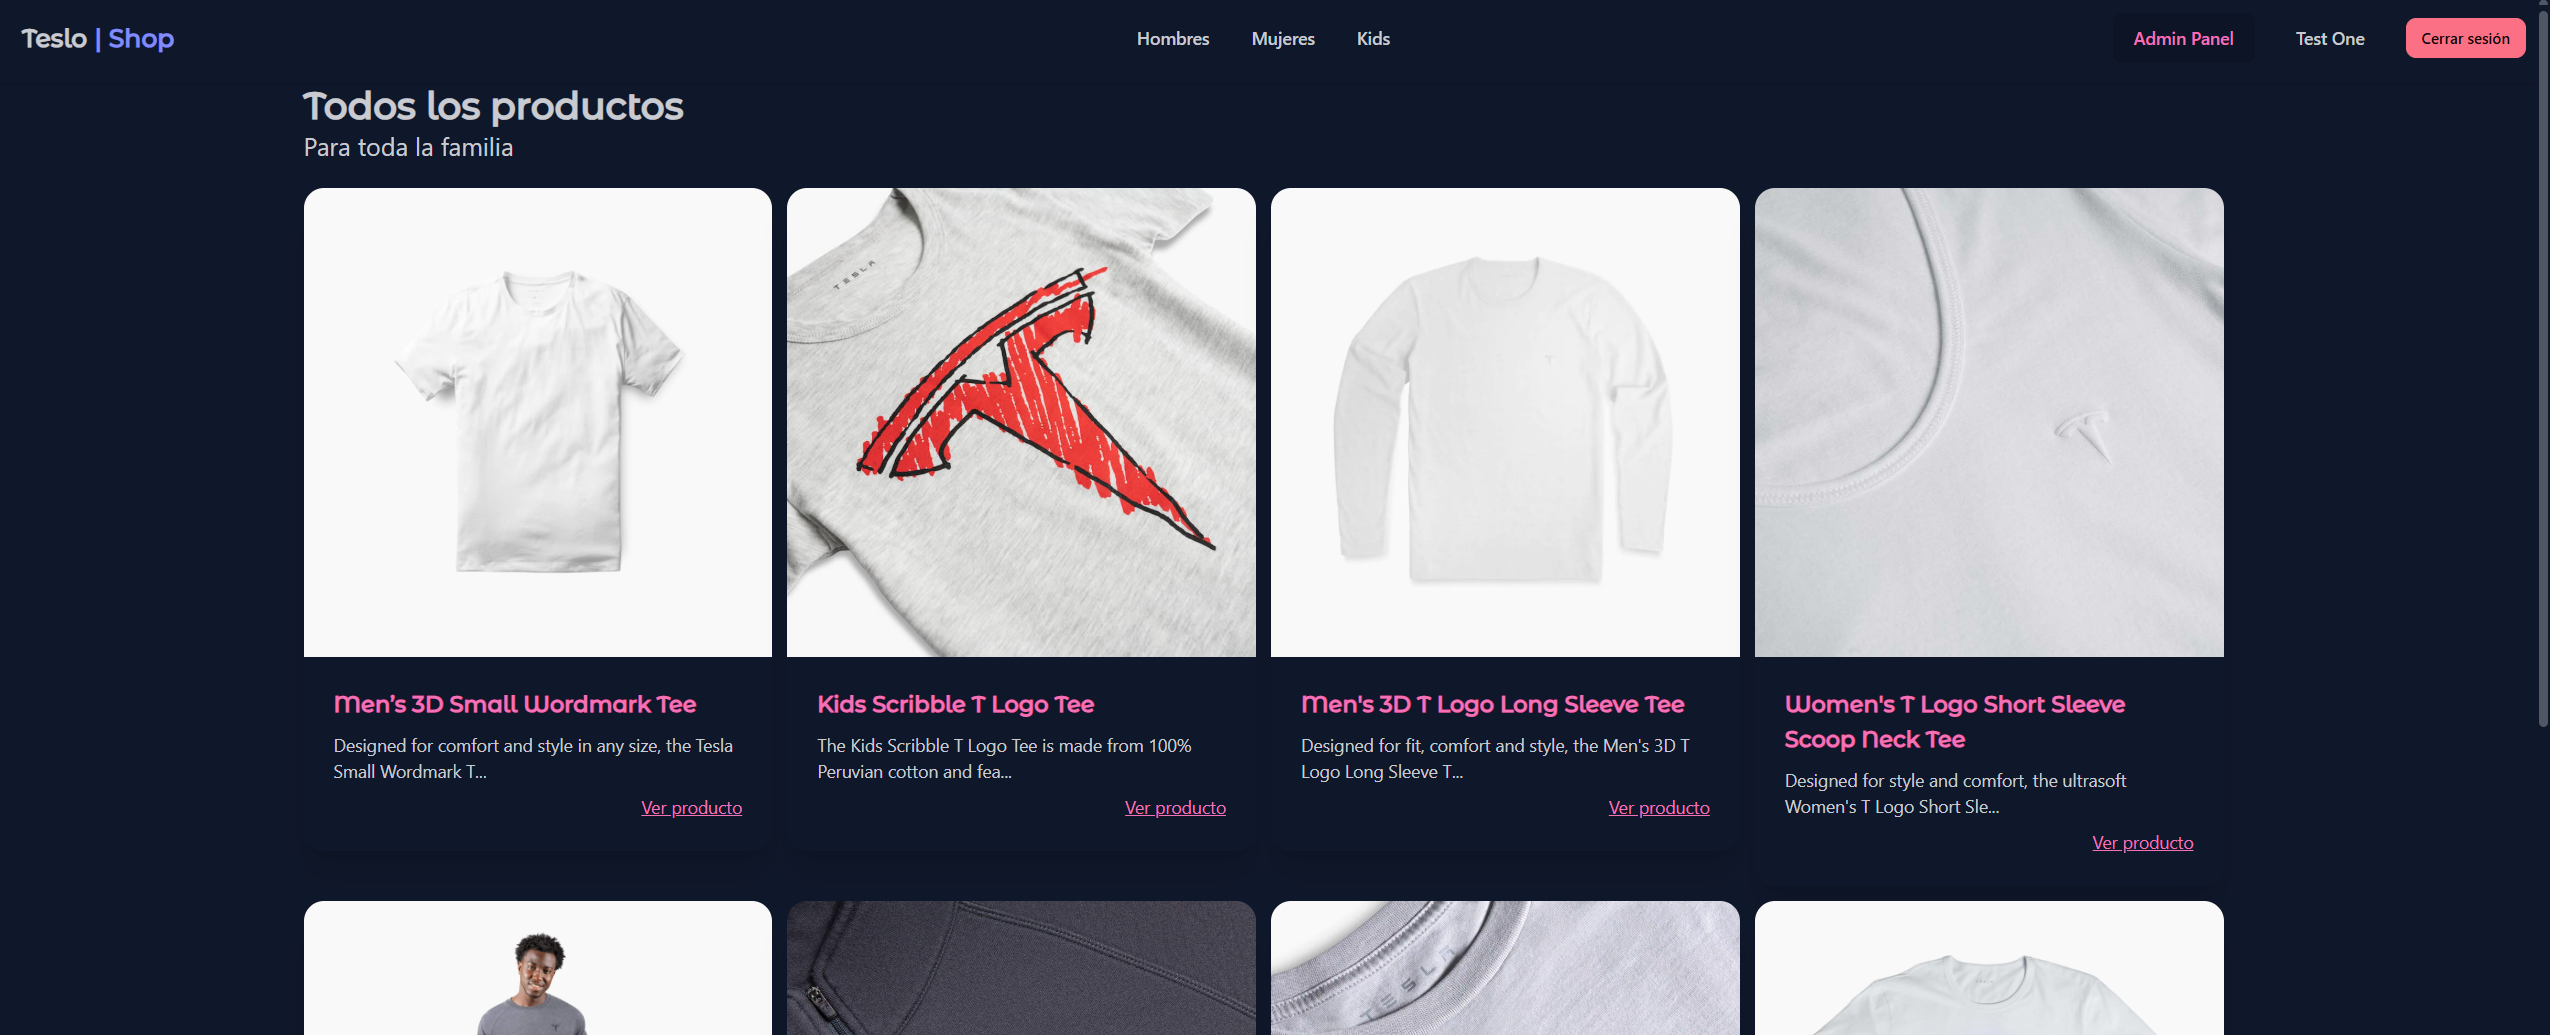 Teslo | Shop
Hombres
Mujeres
Kids
Admin Panel
Test One
Cerrar sesión
Todos los productos
Para toda la familia
TESLA
Men’s 3D Small Wordmark Tee
Designed for comfort and style in any size, the Tesla
Small Wordmark T...
Ver producto
Kids Scribble T Logo Tee
The Kids Scribble T Logo Tee is made from 100%
Peruvian cotton and fea...
Ver producto
Men's 3D T Logo Long Sleeve Tee
Designed for fit, comfort and style, the Men's 3D T
Logo Long Sleeve T...
Ver producto
Women's T Logo Short Sleeve
Scoop Neck Tee
Designed for style and comfort, the ultrasoft
Women's T Logo Short Sle...
Ver producto
TESLA